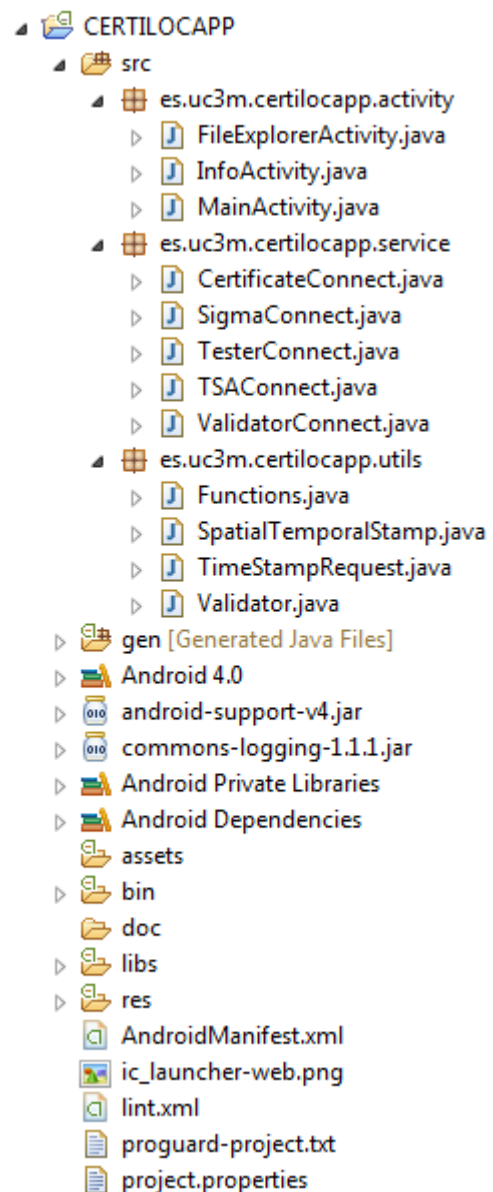 CERTILOCAPP
src
es.uc3m.certilocapp.activity
FileExplorerActivity.java
InfoActivity.java
MainActivity.java
es.uc3m.certilocapp.service
CertificateConnect.java
SigmaConnect.java
TesterConnect.java
TSAConnect.java
ValidatorConnect.java
es.uc3m.certilocapp.utils
Functions.java
SpatialTemporalStamp.java
TimeStampRequest.java
Validator.java
gen [Generated Java Files]
Android 4.0
android-support-v4.jar
commons-logging-1.1.1.jar
Android Private Libraries
Android Dependencies
assets
bin
doc
libs
res
AndroidManifest.xml
ic_launcher-web.png
lint.xml
proguard-project.txt
project.properties